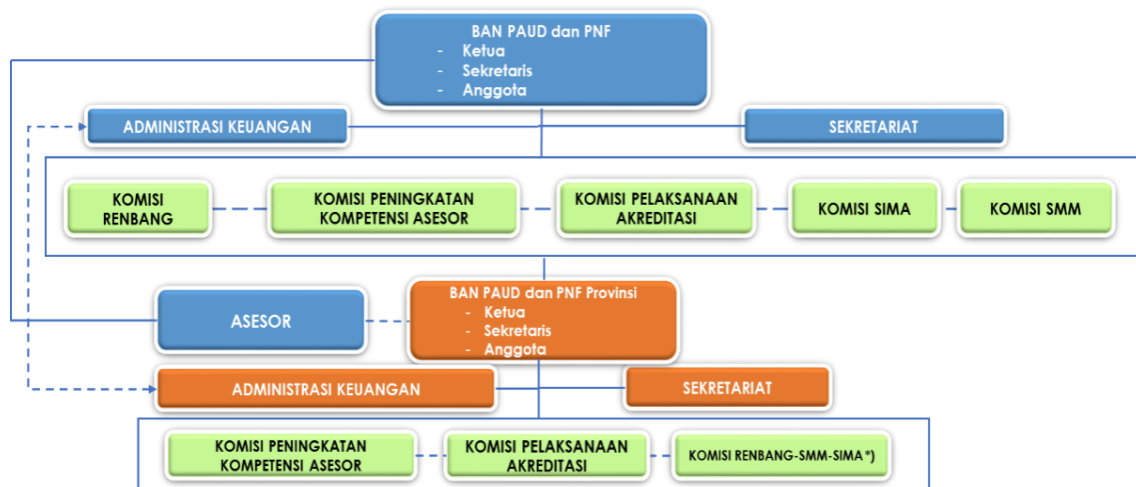 BAN PAUD dan PNF
- Ketua
- Sekretaris
- Anggota
ADMINISTRASI KEUANGAN
SEKRETARIAT
KOMISI
RENBANG
KOMISI PENINGKATAN
KOMPETENSI ASESOR
KOMISI PELAKSANAAN
AKREDITASI
KOMISI SIMA
KOMISI SMM
ASESOR
BAN PAUD dan PNF Provinsi
- Ketua
- Sekretaris
- Anggota
ADMINISTRASI KEUANGAN
SEKRETARIAT
KOMISI PENINGKATAN
KOMPETENSI ASESOR
KOMISI PELAKSANAAN
AKREDITASI
KOMISI RENBANG-SMM-SIMA *)